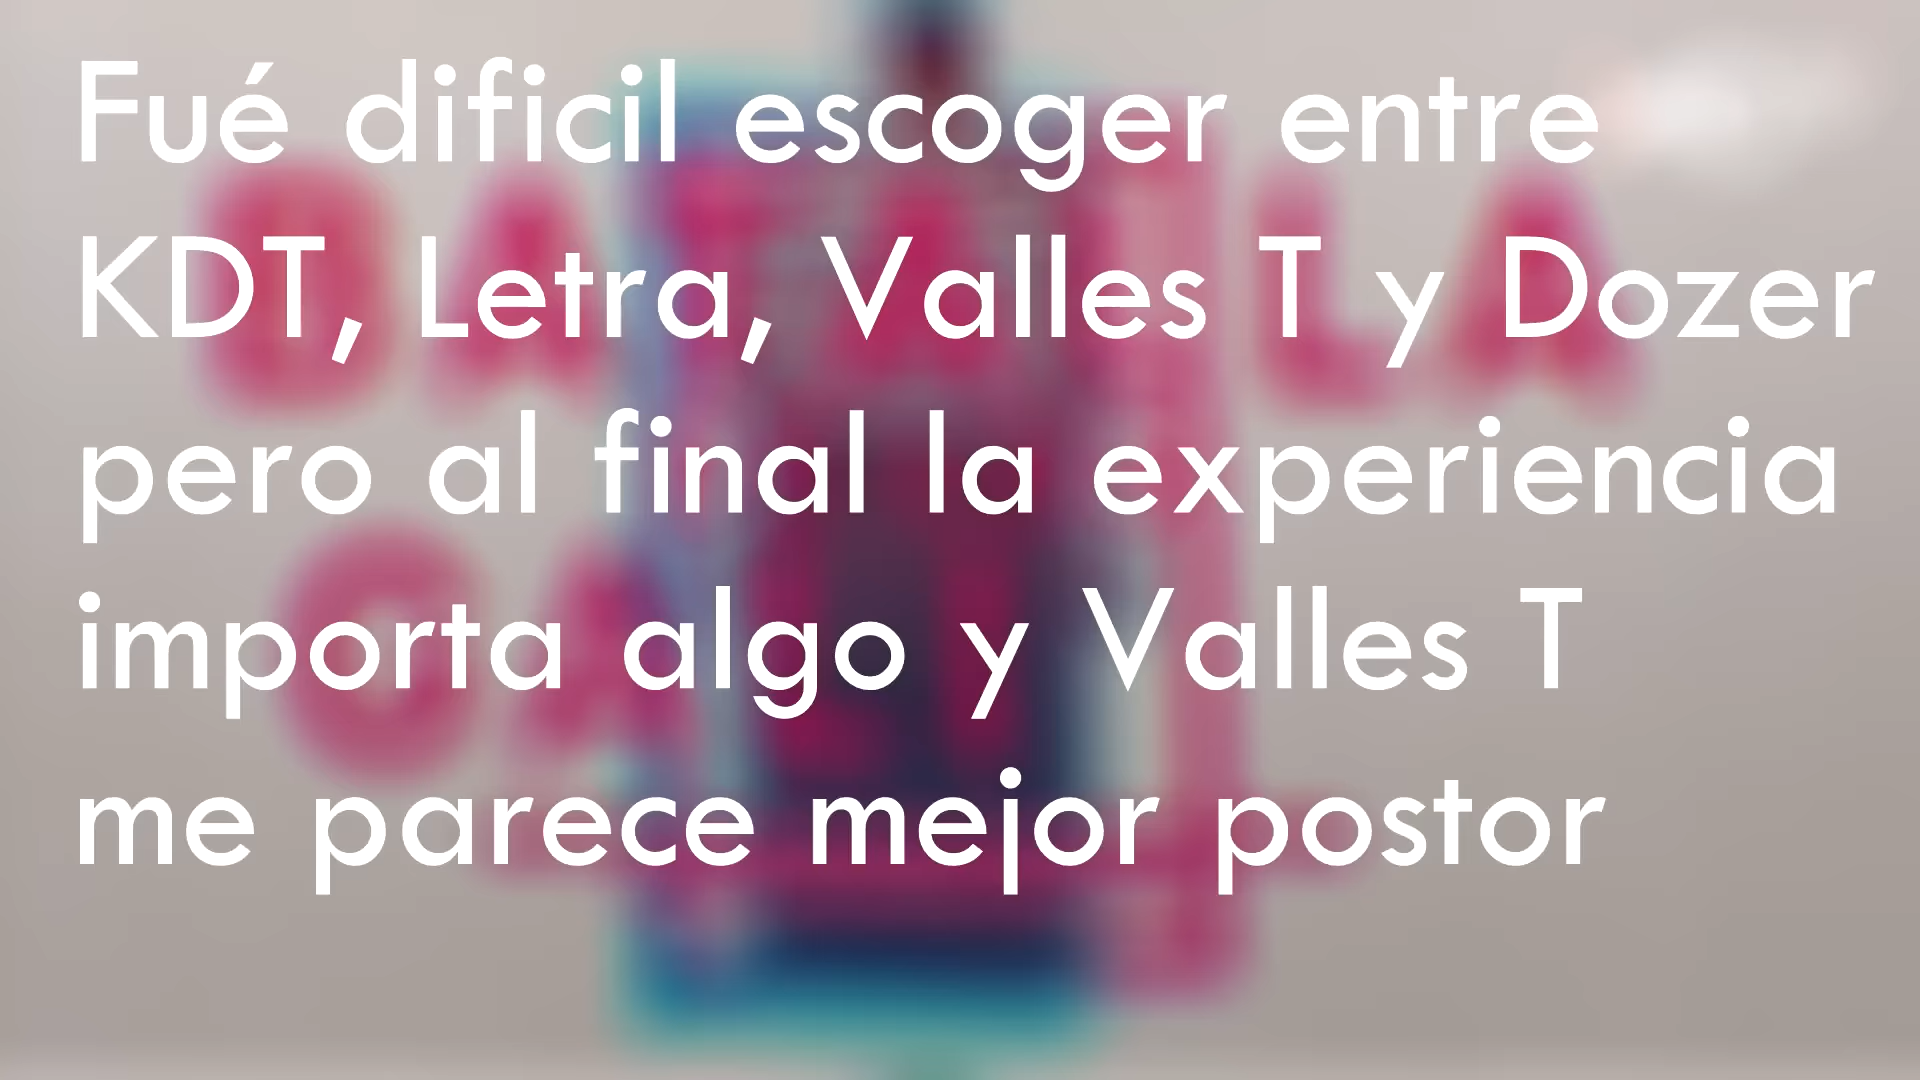 Fué dificil escoger entre
KDT, Letra, Valles T y Dozer
pero al final la experiencia
importa algo y Valles T
me parece mejor postor